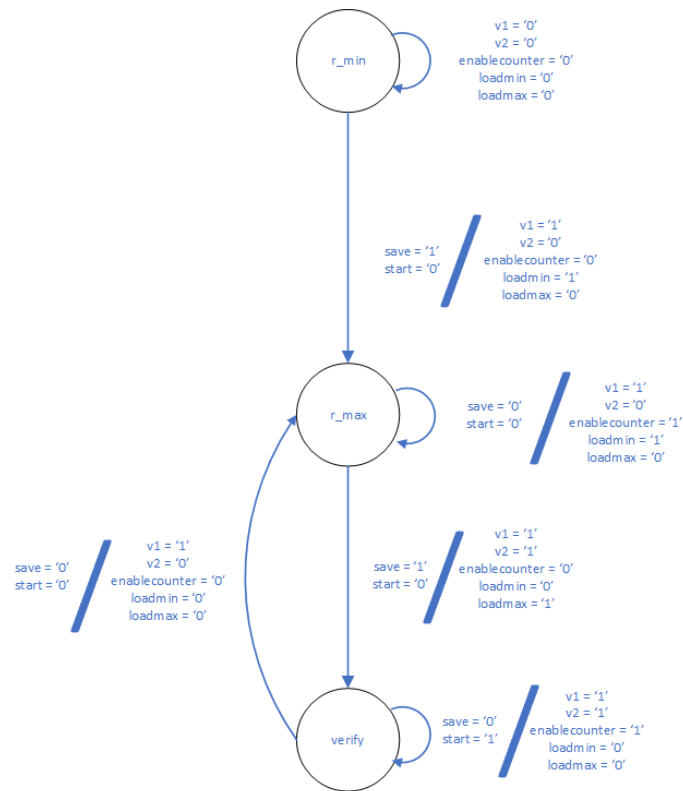 r_min
v1 = ‘0’
v2 = ‘0’
enablecounter = ‘0’
loadmin = ‘0’
loadmax = ‘0’
save = ‘1’
start = ‘0’
v1 = ‘1’
v2 = ‘0’
enablecounter = ‘0’
loadmin = ‘1’
loadmax = ‘0’
r_max
save = ‘0’
start = ‘0’
v1 = ‘1’
v2 = ‘0’
enablecounter = ‘1’
loadmin = ‘1’
loadmax = ‘0’
save = ‘0’
start = ‘0’
v1 = ‘1’
v2 = ‘0’
enablecounter = ‘0’
loadmin = ‘0’
loadmax = ‘0’
save = ‘1’
start = ‘0’
v1 = ‘1’
v2 = ‘1’
enablecounter = ‘0’
loadmin = ‘0’
loadmax = ‘1’
verify
save = ‘0’
start = ‘1’
v1 = ‘1’
v2 = ‘1’
enablecounter = ‘1’
loadmin = ‘0’
loadmax = ‘0’